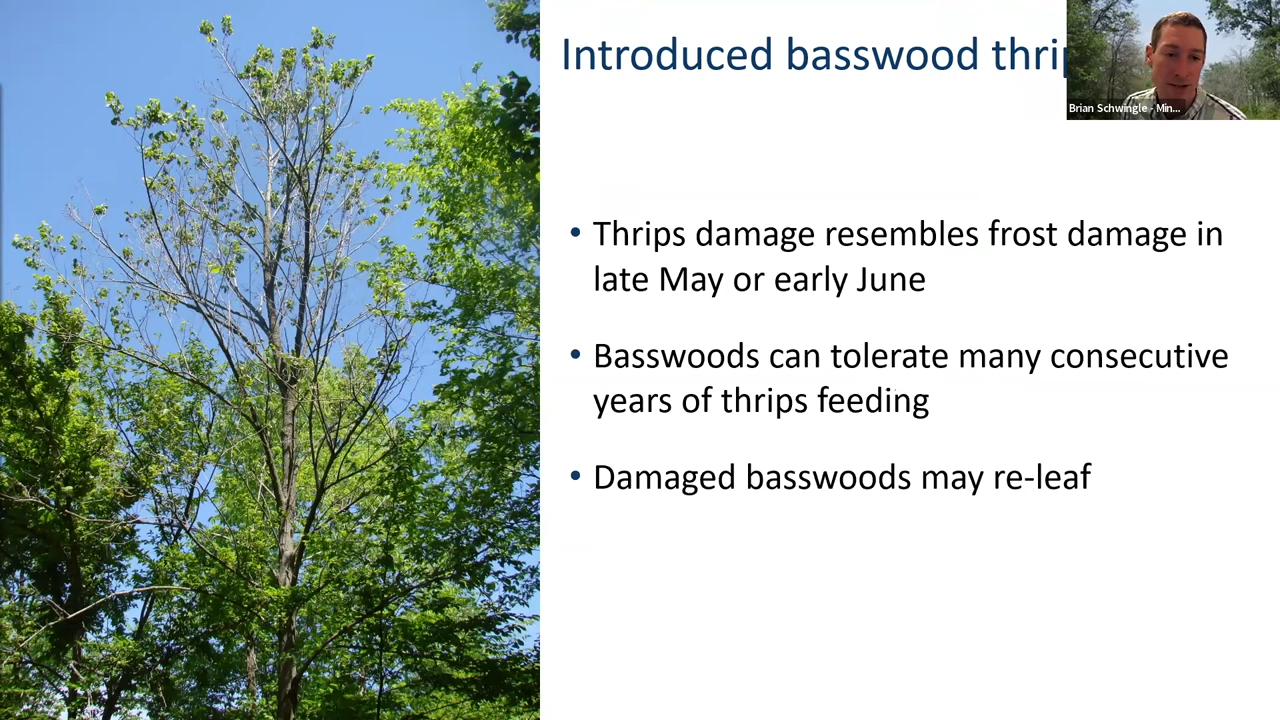 Introduced basswood
Brian Schwingle - Min...
• Thrips damage resembles frost damage in
late May or early June
• Basswoods can tolerate many consecutive
years of thrips feeding
• Damaged basswoods may re-leaf